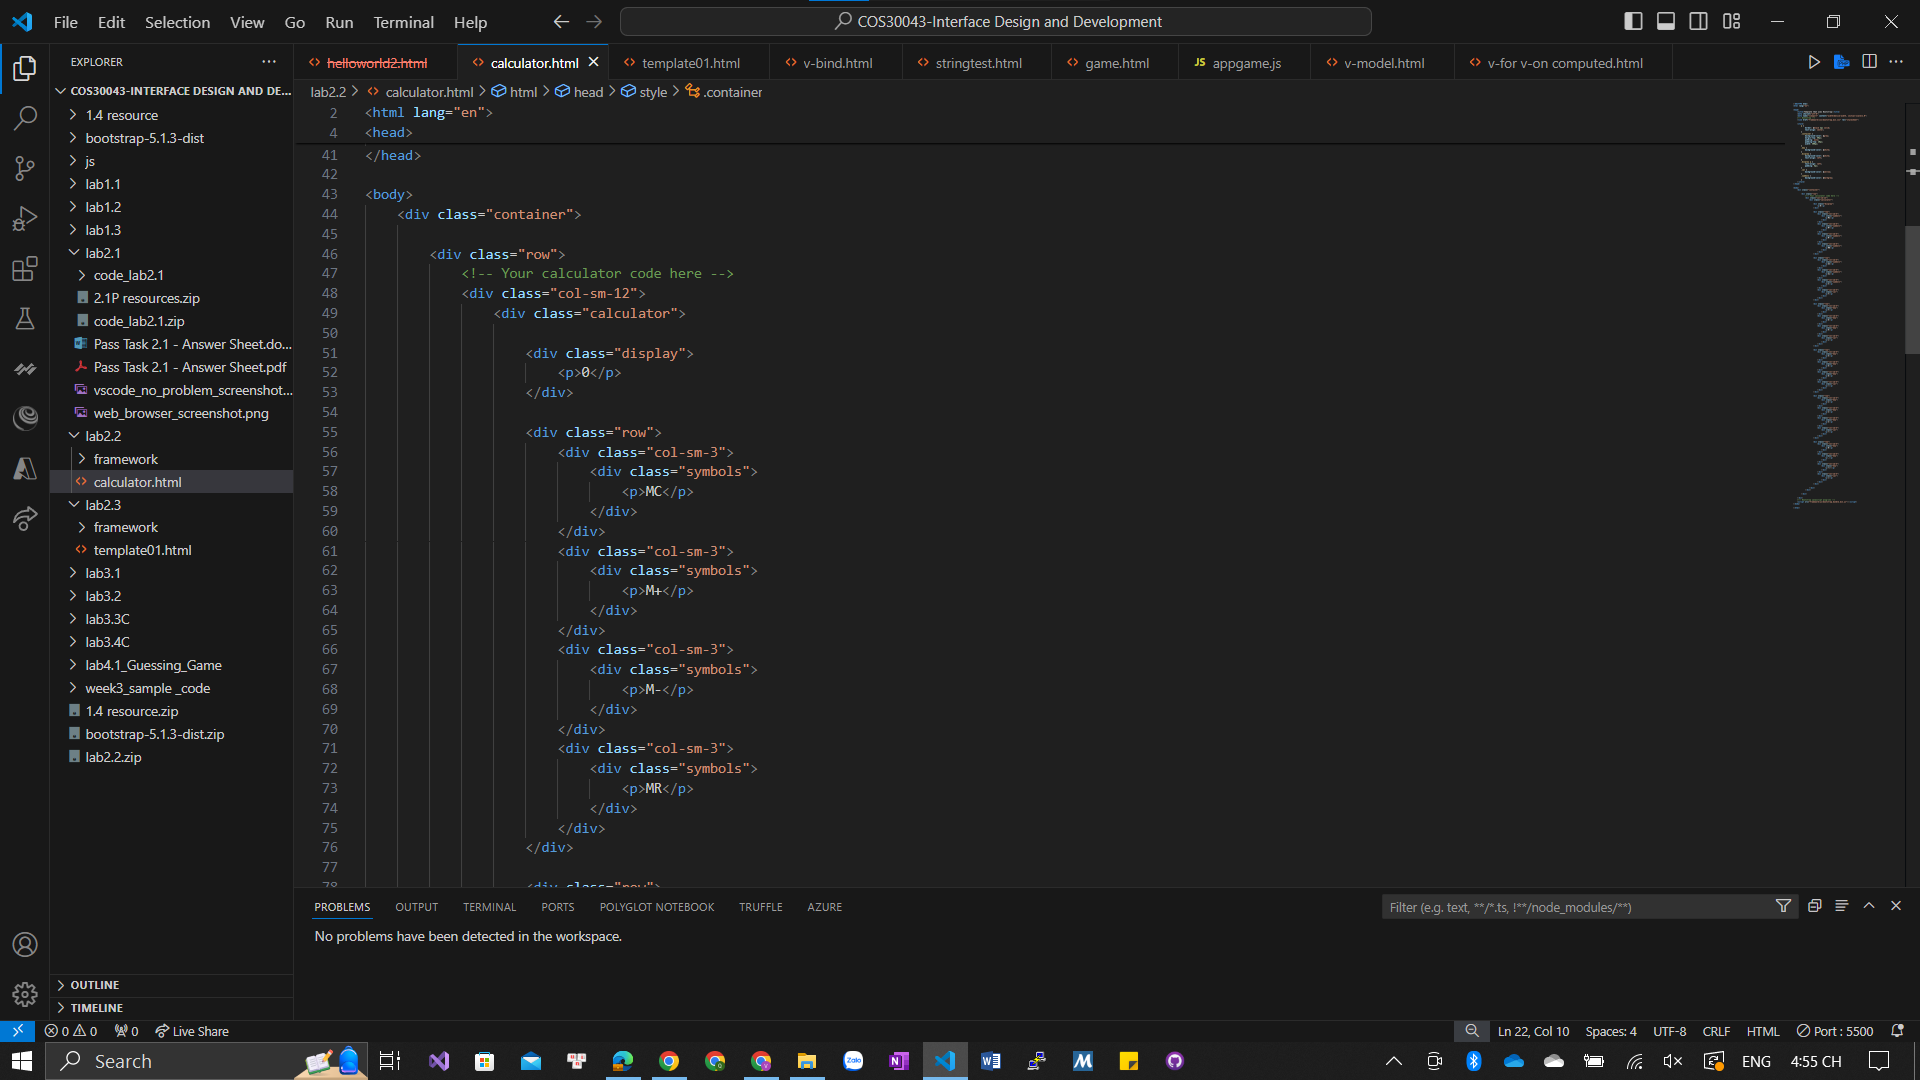 File Edit Selection View Go Run Terminal Help
COS30043-Interface Design and Development
EXPLORER
COS30043-INTERFACE DESIGN AND DE...
1.4 resource
bootstrap-5.1.3-dist
js
lab1.1
lab1.2
lab1.3
lab2.1
code_lab2.1
2.1P resources.zip
code_lab2.1.zip
Pass Task 2.1 - Answer Sheet.do...
Pass Task 2.1 - Answer Sheet.pdf
vscode_no_problem_screenshot...
web_browser_screenshot.png
lab2.2
framework
calculator.html
lab2.3
framework
template01.html
lab3.1
lab3.2
lab3.3C
lab3.4C
lab4.1_Guessing_Game
week3_sample _code
1.4 resource.zip
bootstrap-5.1.3-dist.zip
lab2.2.zip
OUTLINE
TIMELINE
helloworld2.html calculator.html template01.html v-bind.html stringtest.html game.html JS appgame.js v-model.html v-for v-on computed.html
lab2.2 > calculator.html > html > head > style > .container
2 <html lang="en">
4 <head>
41 </head>
42
43 <body>
44 <div class="container">
45
46 <div class="row">
47 <!-- Your calculator code here -->
48 <div class="col-sm-12">
49 <div class="calculator">
50
51 <div class="display">
52 <p>0</p>
53 </div>
54
55 <div class="row">
56 <div class="col-sm-3">
57 <div class="symbols">
58 <p>MC</p>
59 </div>
60 </div>
61 <div class="col-sm-3">
62 <div class="symbols">
63 <p>M+</p>
64 </div>
65 </div>
66 <div class="col-sm-3">
67 <div class="symbols">
68 <p>M-</p>
69 </div>
70 </div>
71 <div class="col-sm-3">
72 <div class="symbols">
73 <p>MR</p>
74 </div>
75 </div>
76 </div>
77
78 <div class="row">
PROBLEMS OUTPUT TERMINAL PORTS POLYGLOT NOTEBOOK TRUFFLE AZURE
Filter (e.g. text, **/*.ts, !**/node_modules/**)
No problems have been detected in the workspace.
0 0 0 Live Share
Ln 22, Col 10 Spaces: 4 UTF-8 CRLF HTML Port : 5500
Search
Zalo
ENG 4:55 CH